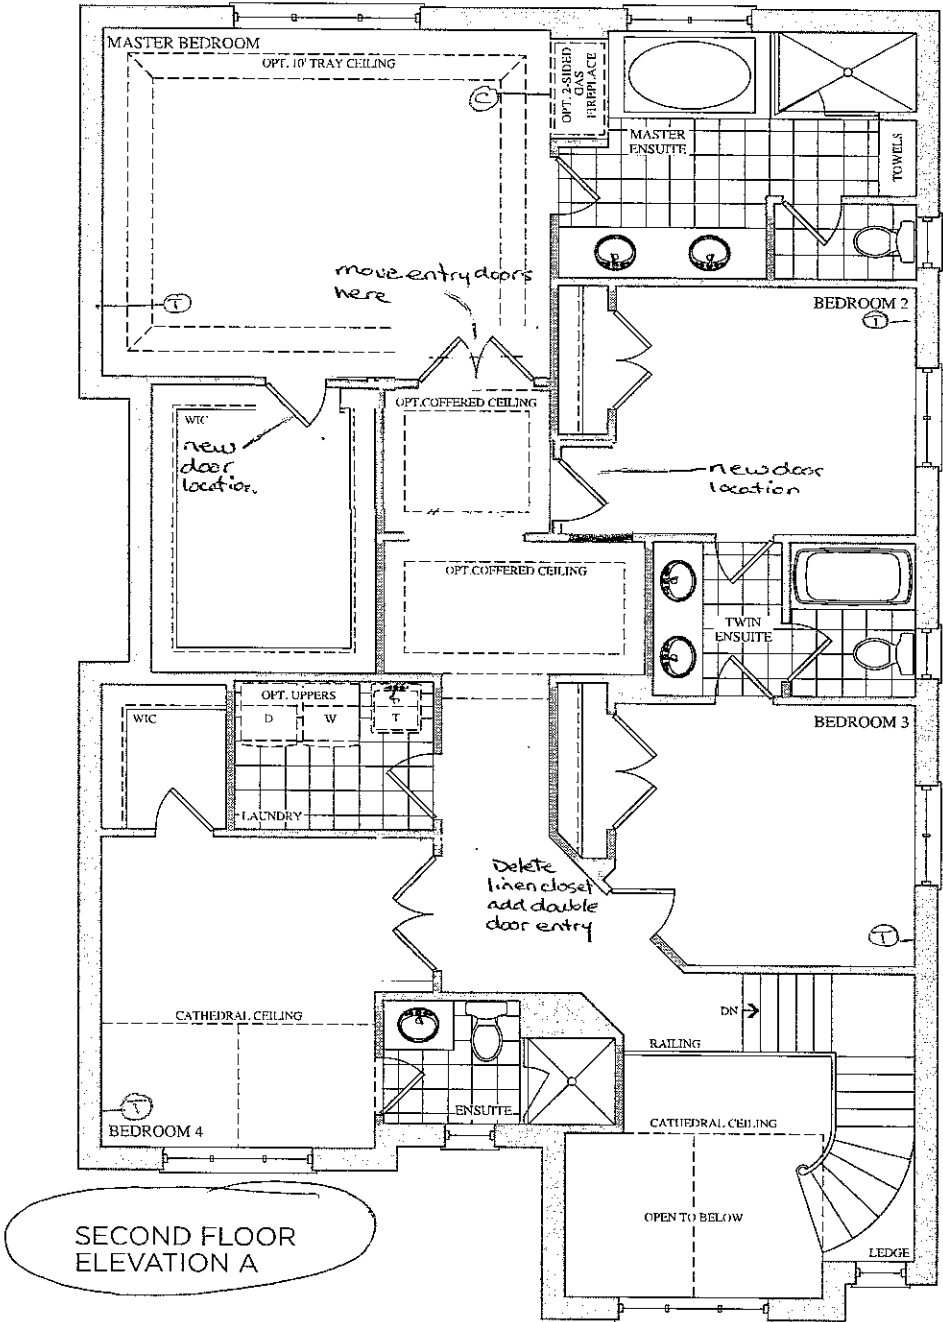 MASTER BEDROOM
OPT. 10' TRAY CEILING
C
OPT. 2-SIDED
GAS
FIREPLACE
MASTER
ENSUITE
TOWELS
move entry doors
here
T
BEDROOM 2
T
OPT. COFFERED CEILING
WIC
new
door
location.
new door
location
OPT. COFFERED CEILING
TWIN
ENSUITE
OPT. UPPERS
D
W
T
WIC
LAUNDRY
BEDROOM 3
Delete
linen closet
add double
door entry
T
CATHEDRAL CEILING
DN
RAILING
T
BEDROOM 4
ENSUITE
CATHEDRAL CEILING
OPEN TO BELOW
LEDGE
SECOND FLOOR
ELEVATION A